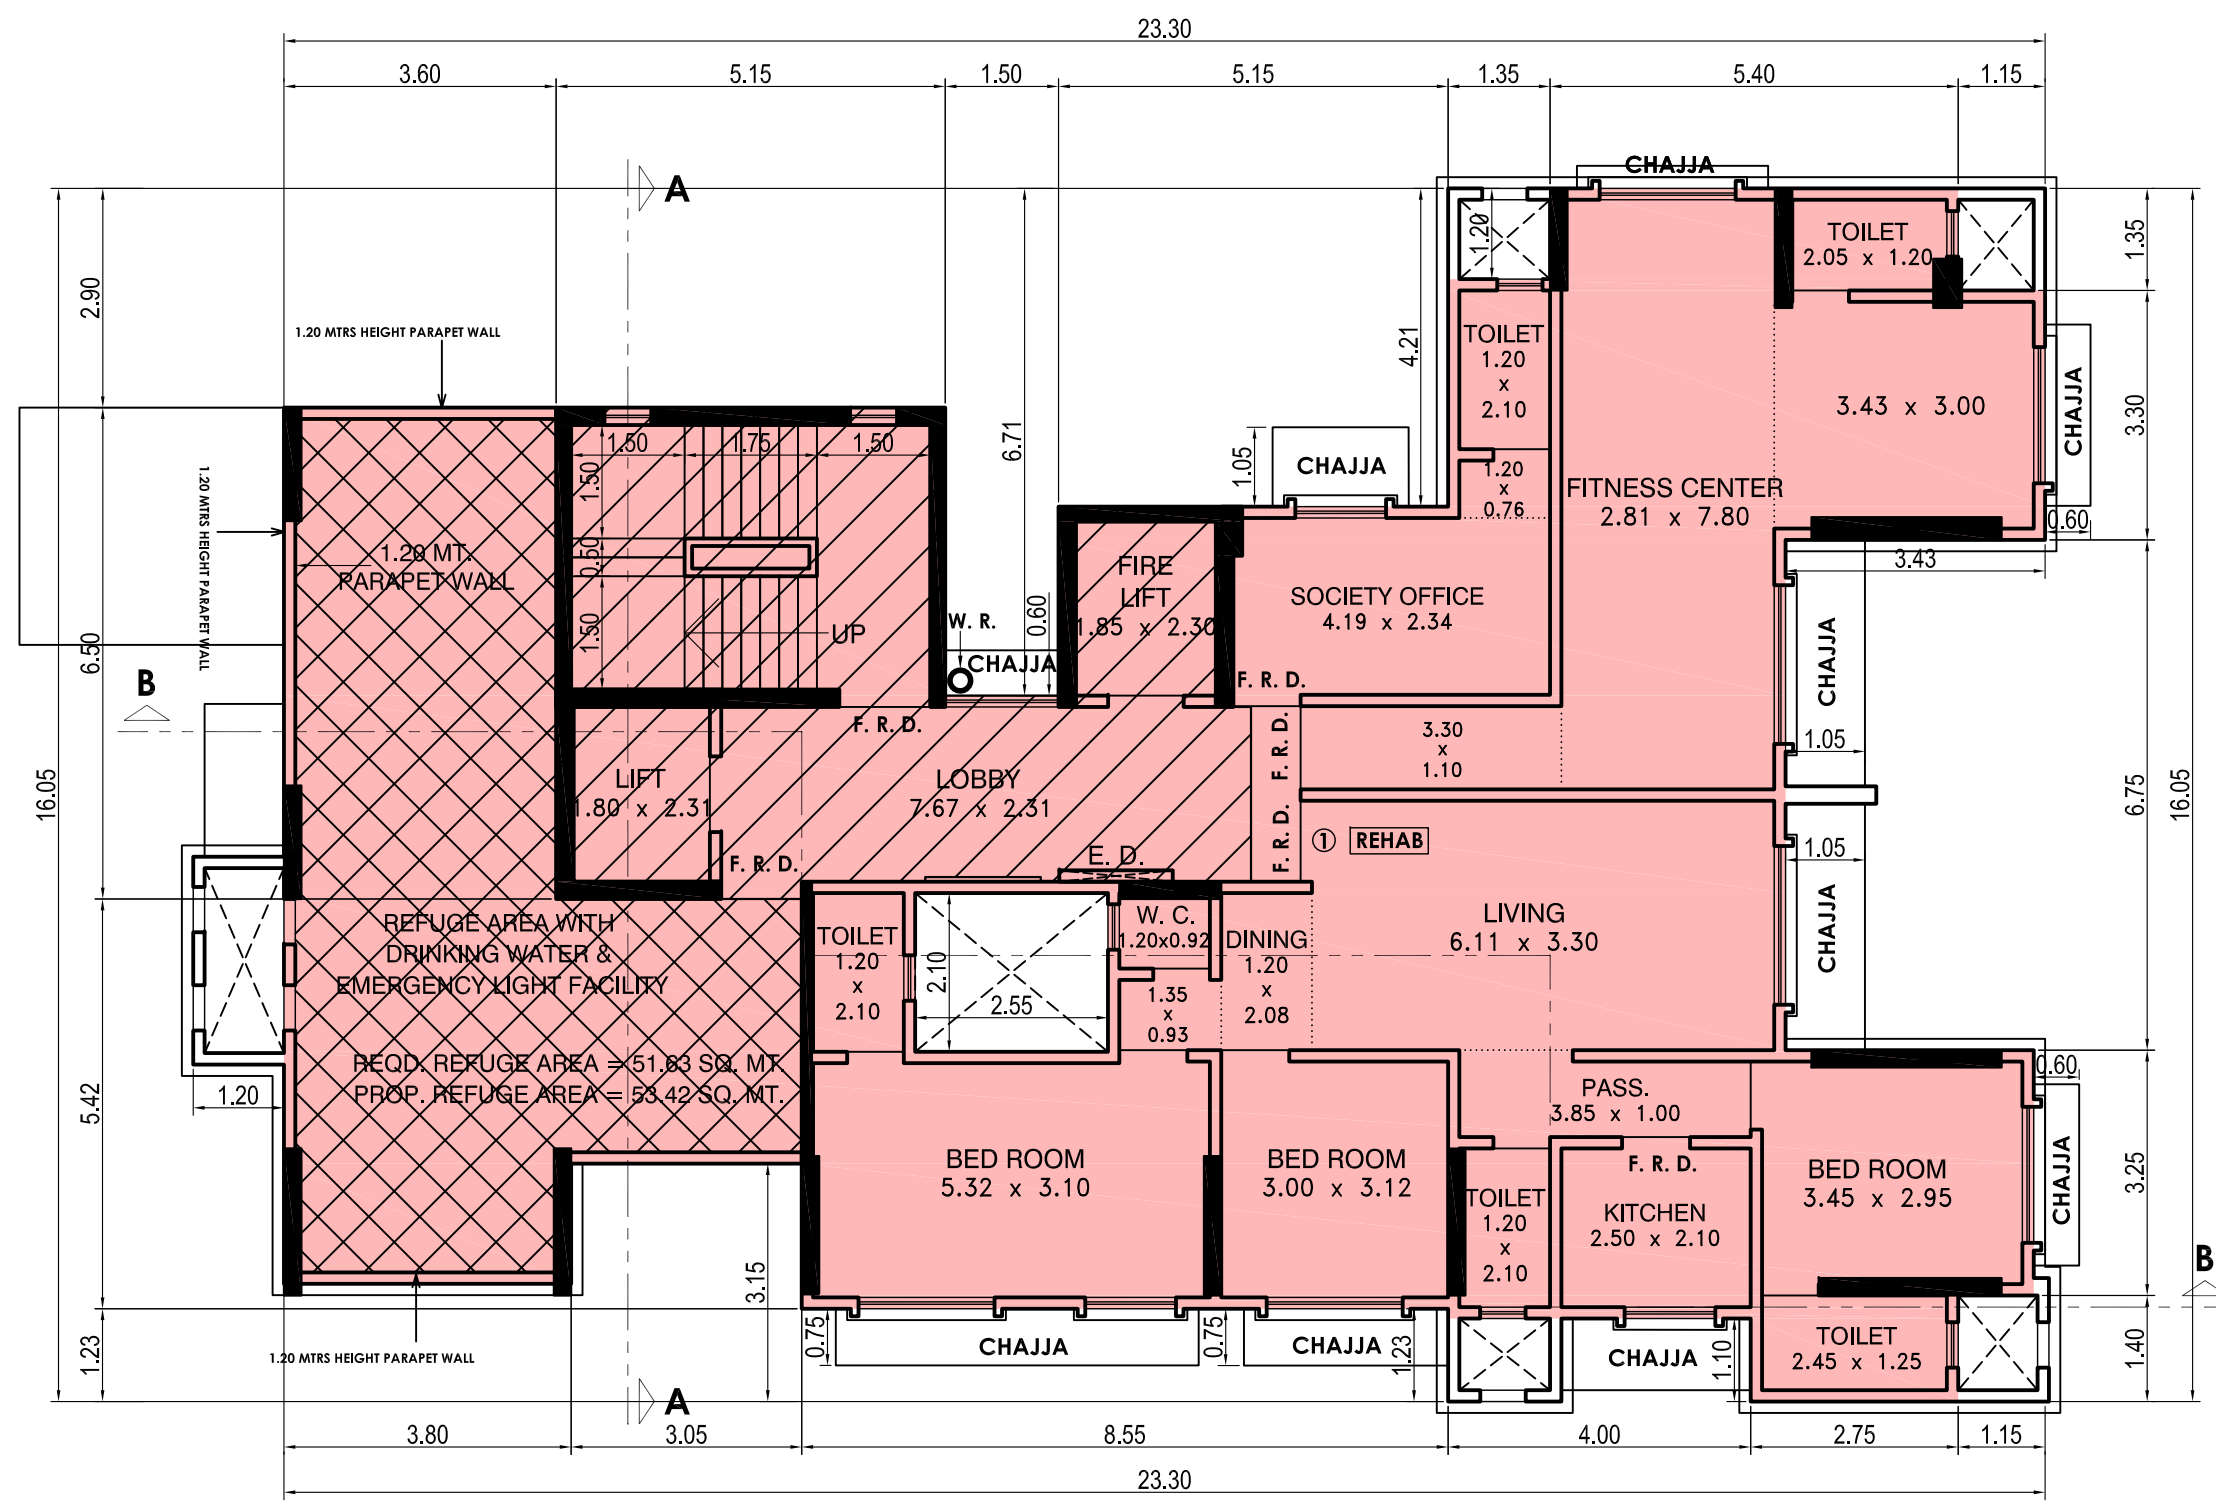 23.30
3.60
5.15
1.50
5.15
1.35
5.40
1.15
CHAJJA
A
2.90
1.20
TOILET
2.05 x 1.20
1.35
1.20 MTRS HEIGHT PARAPET WALL
4.21
TOILET
1.20
x
2.10
3.43 x 3.00
CHAJJA
3.30
6.71
1.50
1.75
1.50
1.50
1.05
CHAJJA
1.20
x
0.76
FITNESS CENTER
2.81 x 7.80
0.60
3.43
1.20 MTRS HEIGHT PARAPET WALL
1.20 MT.
PARAPET WALL
0.50
FIRE
LIFT
1.85 x 2.30
SOCIETY OFFICE
4.19 x 2.34
1.50
UP
W. R.
0.60
CHAJJA
CHAJJA
6.50
B
F. R. D.
F. R. D.
F. R. D.
3.30
x
1.10
1.05
16.05
LIFT
1.80 x 2.31
LOBBY
7.67 x 2.31
6.75
16.05
F. R. D.
1
REHAB
E. D.
F. R. D.
1.05
CHAJJA
REFUGE AREA WITH
DRINKING WATER &
EMERGENCY LIGHT FACILITY
TOILET
1.20
x
2.10
2.10
2.55
W. C.
1.20x0.92
DINING
1.20
x
2.08
LIVING
6.11 x 3.30
1.35
x
0.93
REQD. REFUGE AREA = 51.63 SQ. MT.
PROP. REFUGE AREA = 53.42 SQ. MT.
1.20
5.42
PASS.
3.85 x 1.00
0.60
BED ROOM
5.32 x 3.10
BED ROOM
3.00 x 3.12
F. R. D.
BED ROOM
3.45 x 2.95
CHAJJA
3.25
TOILET
1.20
x
2.10
KITCHEN
2.50 x 2.10
B
3.15
0.75
CHAJJA
0.75
CHAJJA
1.23
CHAJJA
1.10
TOILET
2.45 x 1.25
1.40
1.23
1.20 MTRS HEIGHT PARAPET WALL
A
3.80
3.05
8.55
4.00
2.75
1.15
23.30